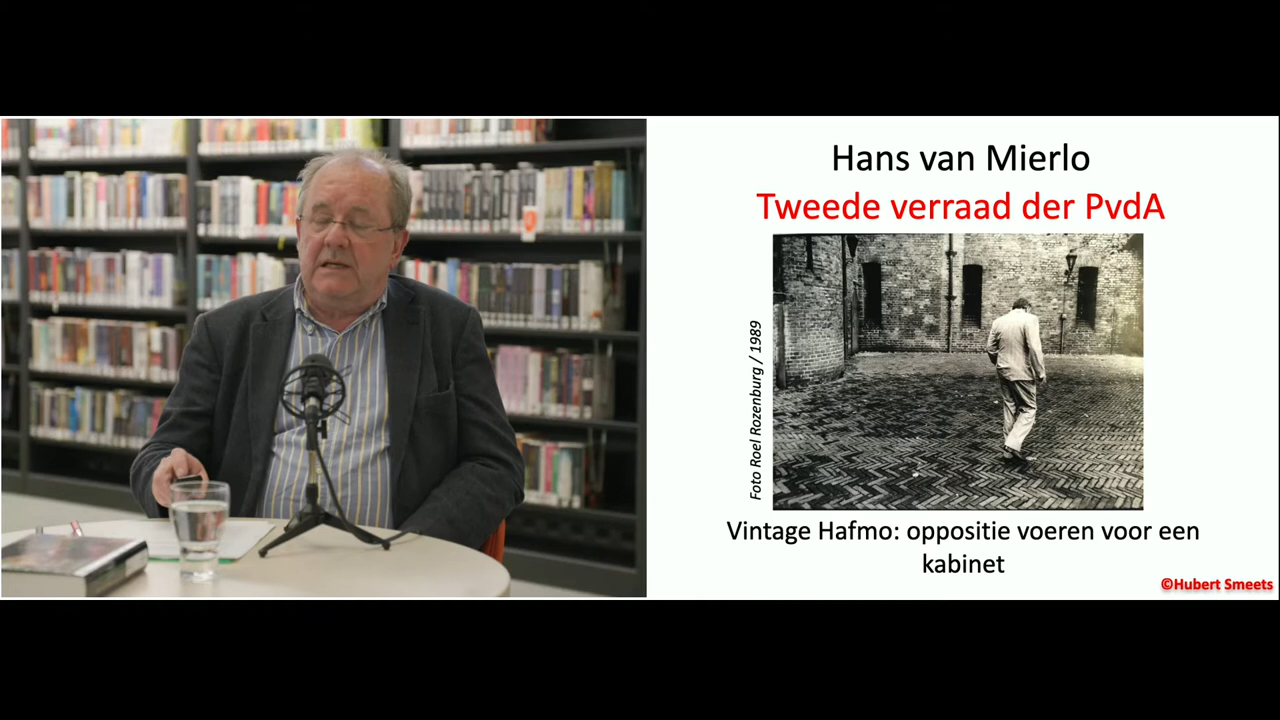 Hans van Mierlo
Tweede verraad der PvdA
Foto Roel Rozenburg / 1989
Vintage Hafmo: oppositie voeren voor een
kabinet
©Hubert Smeets